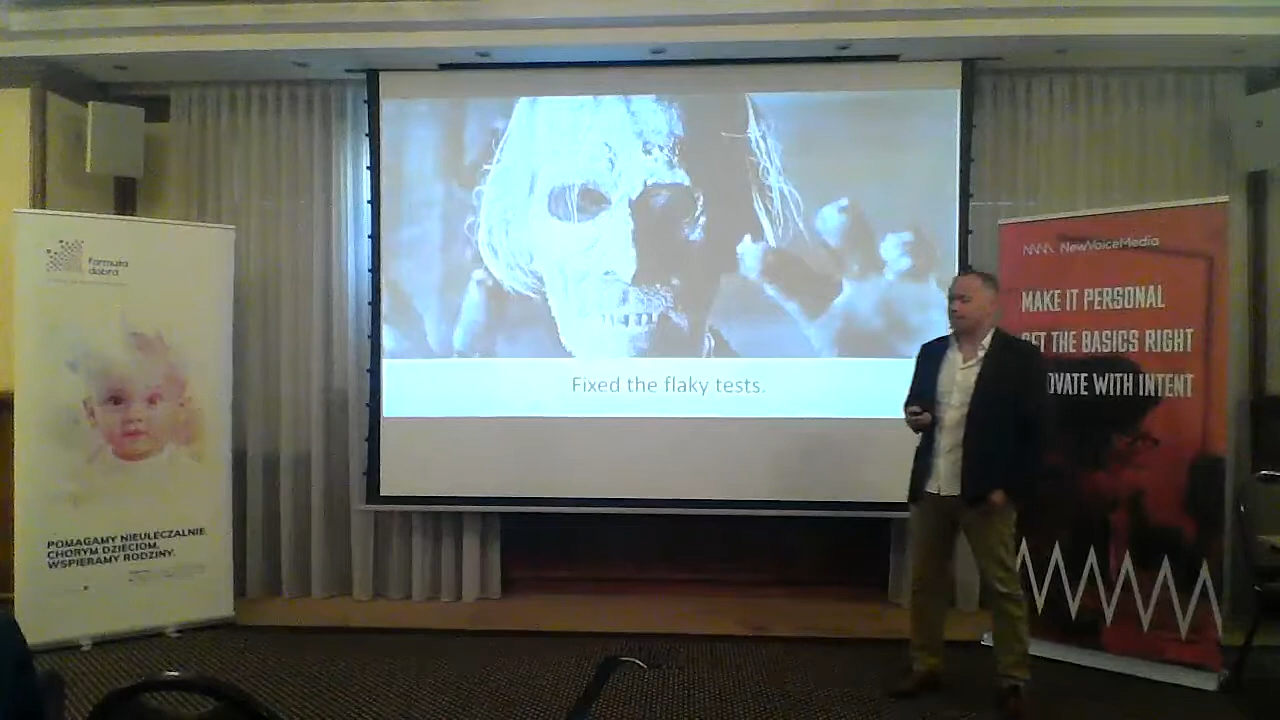 formuła
dobra
POMAGAMY NIEULECZALNIE
CHORYM DZIECIOM,
WSPIERAMY RODZINY.
Fixed the flaky tests.
NewVoiceMedia
MAKE IT PERSONAL
GET THE BASICS RIGHT
OVATE WITH INTENT